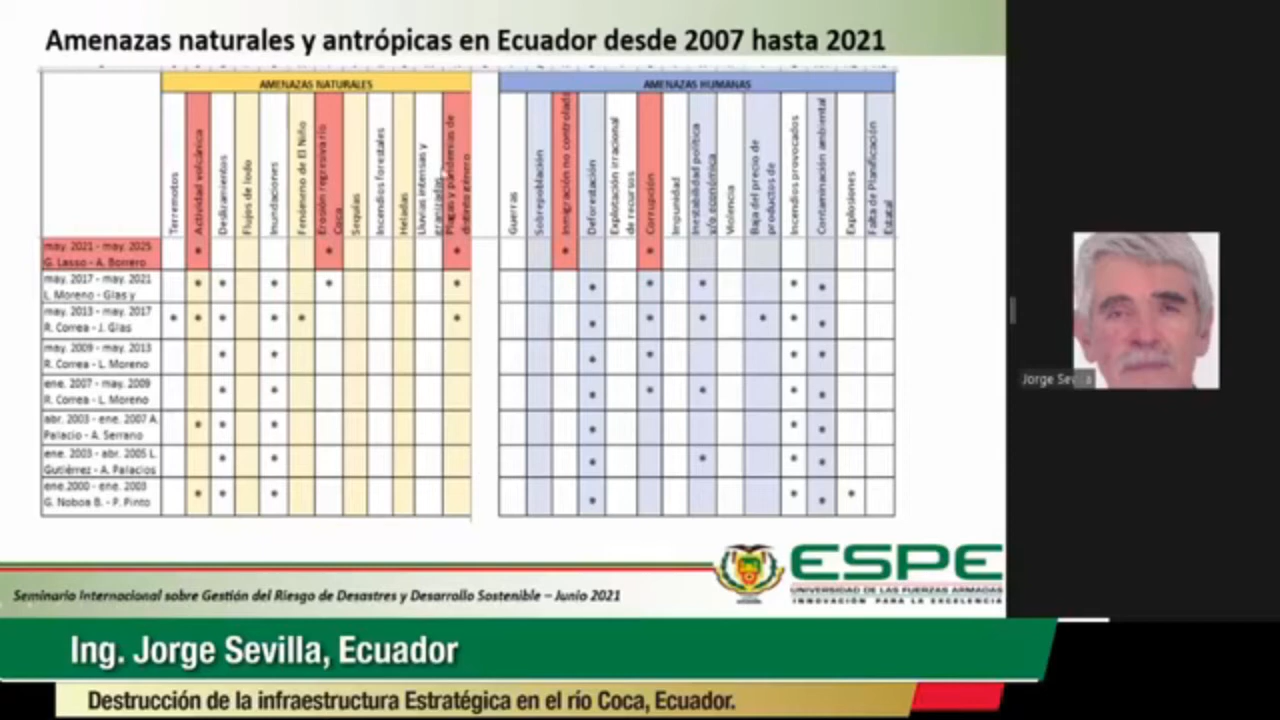 Amenazas naturales y antrópicas en Ecuador desde 2007 hasta 2021
AMENAZAS NATURALES
AMENAZAS HUMANAS
Terremotos
Actividad volcánica
Deslizamientos
Flujos de lodo
Inundaciones
Fenómeno de El Niño
Erosión regresiva río
Coca
Sequías
Incendios forestales
Heladas
Lluvias intensas y
granizadas
Plagas y pandemias de
distinto género
Guerras
Sobrepoblación
Inmigración no controlada
Deforestación
Explotación irracional
de recursos
Corrupción
Impunidad
Inestabilidad política
y/o económica
Violencia
Baja del precio de
productos de
Incendios provocados
Contaminación ambiental
Explosiones
Falta de Planificación
Estatal
may. 2021 - may. 2025
G. Lasso - A. Borrero
may. 2017 - may. 2021
L. Moreno - Glas y
may. 2013 - may. 2017
R. Correa - J. Glas
may. 2009 - may. 2013
R. Correa - L. Moreno
ene. 2007 - may. 2009
R. Correa - L. Moreno
abr. 2003 - ene. 2007 A.
Palacio - A. Serrano
ene. 2003 - abr. 2005 L.
Gutiérrez - A. Palacios
ene.2000 - ene. 2003
G. Noboa B. - P. Pinto
Jorge Sevilla
ESPE
UNIVERSIDAD DE LAS FUERZAS ARMADAS
INNOVACIÓN PARA LA EXCELENCIA
Seminario Internacional sobre Gestión del Riesgo de Desastres y Desarrollo Sostenible – Junio 2021
Ing. Jorge Sevilla, Ecuador
Destrucción de la infraestructura Estratégica en el río Coca, Ecuador.